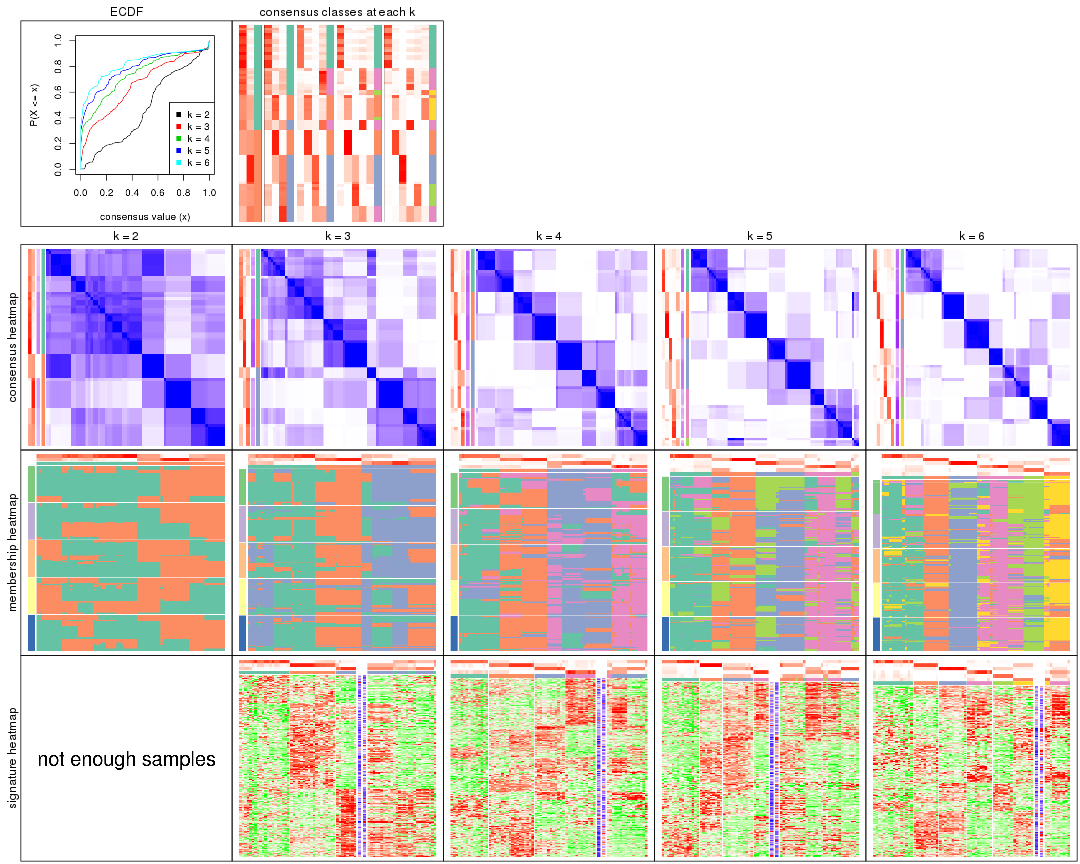 ECDF
consensus classes at each k
P(X <= x)
0.0 0.2 0.4 0.6 0.8 1.0
k = 2
k = 3
k = 4
k = 5
k = 6
0.0 0.2 0.4 0.6 0.8 1.0
consensus value (x)
k = 2
k = 3
k = 4
k = 5
k = 6
consensus heatmap
membership heatmap
signature heatmap
not enough samples